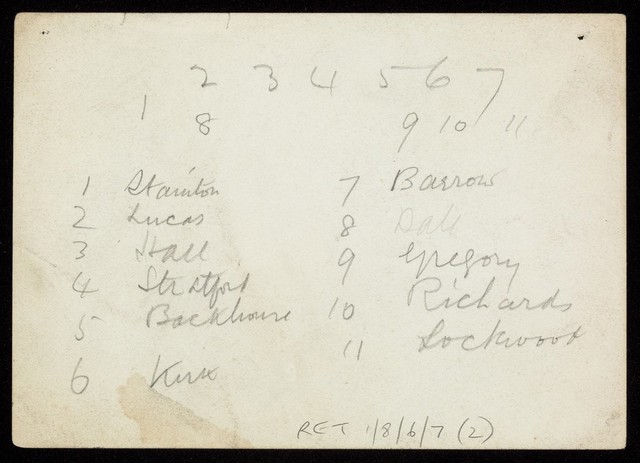 2 3 4 5 6 7
1 8 9 10 11
1 Stainton
2 Lucas
3 Hall
4 Stratford
5 Backhouse
6 Kirk
7 Barrow
8 Dall
9 Gregory
10 Richards
11 Lockwood
RET 1/8/6/7 (2)